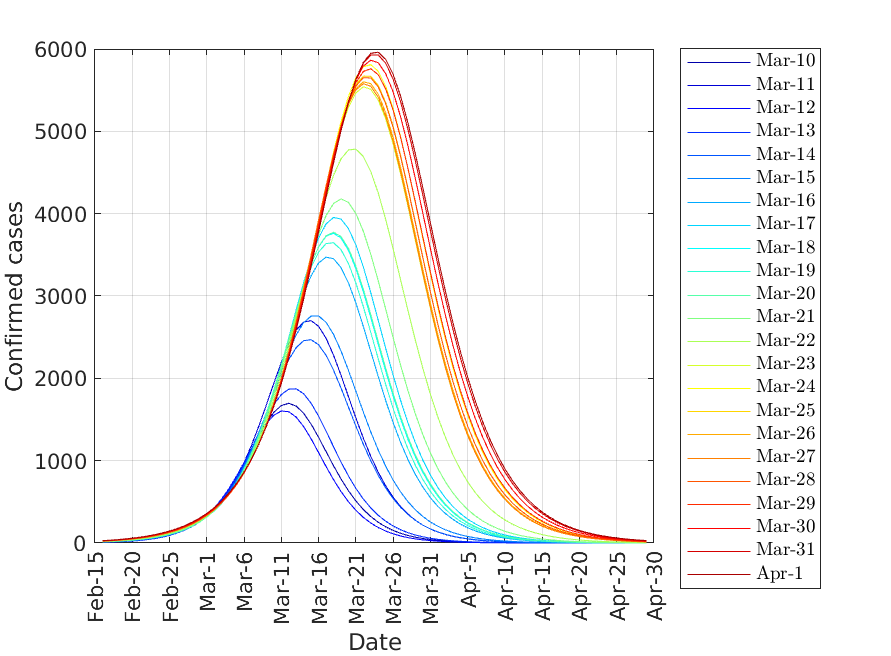 6000
5000
4000
3000
2000
1000
0
Confirmed cases
Feb-15
Feb-20
Feb-25
Mar-1
Mar-6
Mar-11
Mar-16
Mar-21
Mar-26
Mar-31
Apr-5
Apr-10
Apr-15
Apr-20
Apr-25
Apr-30
Date
Mar-10
Mar-11
Mar-12
Mar-13
Mar-14
Mar-15
Mar-16
Mar-17
Mar-18
Mar-19
Mar-20
Mar-21
Mar-22
Mar-23
Mar-24
Mar-25
Mar-26
Mar-27
Mar-28
Mar-29
Mar-30
Mar-31
Apr-1